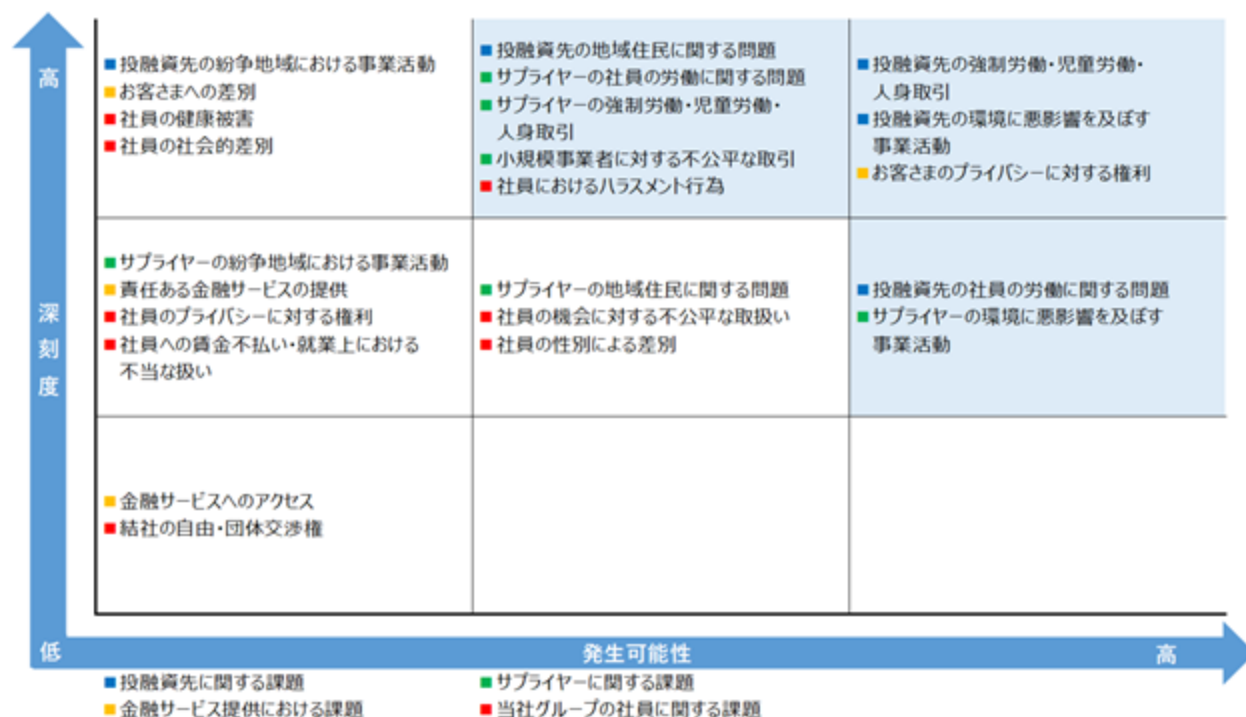 高
深
刻
度
低
■投融資先の紛争地域における事業活動
■お客さまへの差別
■社員の健康被害
■社員の社会的差別
■投融資先の地域住民に関する問題
■サプライヤーの社員の労働に関する問題
■サプライヤーの強制労働・児童労働・
人身取引
■小規模事業者に対する不公平な取引
■社員におけるハラスメント行為
■投融資先の強制労働・児童労働・
人身取引
■投融資先の環境に悪影響を及ぼす
事業活動
■お客さまのプライバシーに対する権利
■サプライヤーの紛争地域における事業活動
■責任ある金融サービスの提供
■社員のプライバシーに対する権利
■社員への賃金不払い・就業上における
不当な扱い
■サプライヤーの地域住民に関する問題
■社員の機会に対する不公平な取扱い
■社員の性別による差別
■投融資先の社員の労働に関する問題
■サプライヤーの環境に悪影響を及ぼす
事業活動
■金融サービスへのアクセス
■結社の自由・団体交渉権
発生可能性
高
■投融資先に関する課題
■サプライヤーに関する課題
■金融サービス提供における課題
■当社グループの社員に関する課題